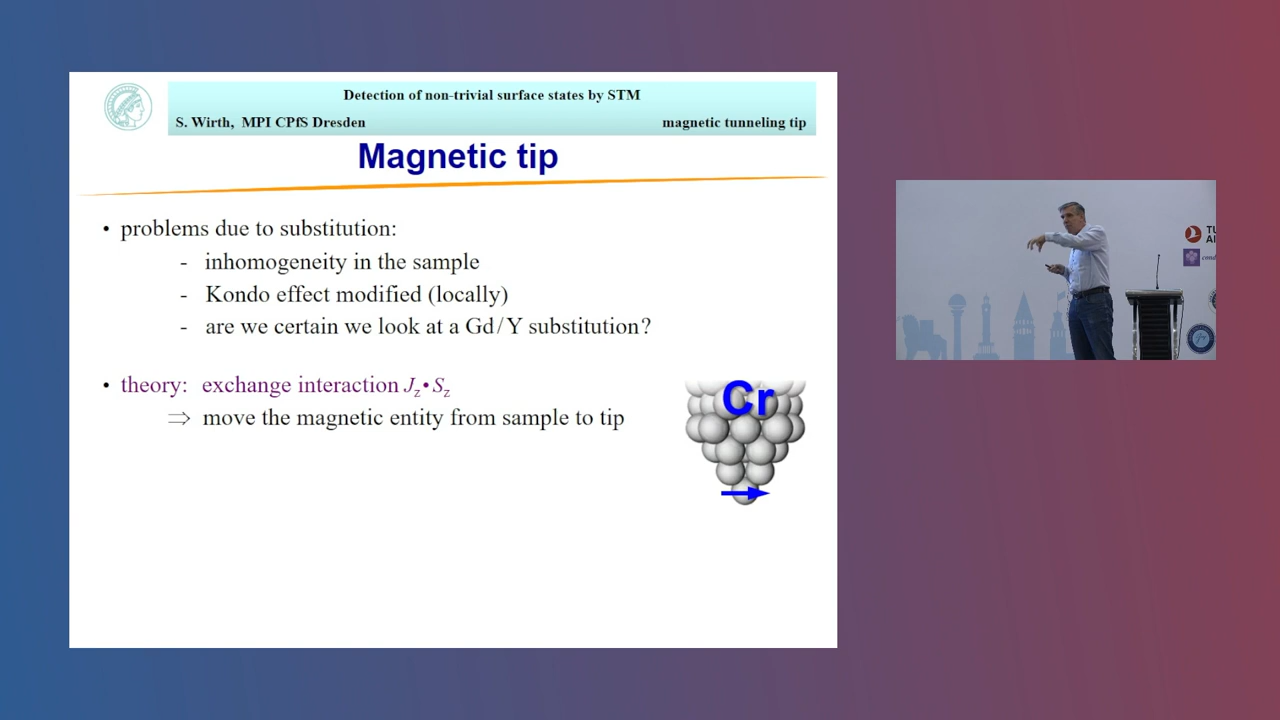 Detection of non-trivial surface states by STM
S. Wirth, MPI CPfS Dresden
magnetic tunneling tip
Magnetic tip
• problems due to substitution:
- inhomogeneity in the sample
- Kondo effect modified (locally)
- are we certain we look at a Gd/Y substitution?
• theory: exchange interaction Jz•Sz
⇒ move the magnetic entity from sample to tip
Cr